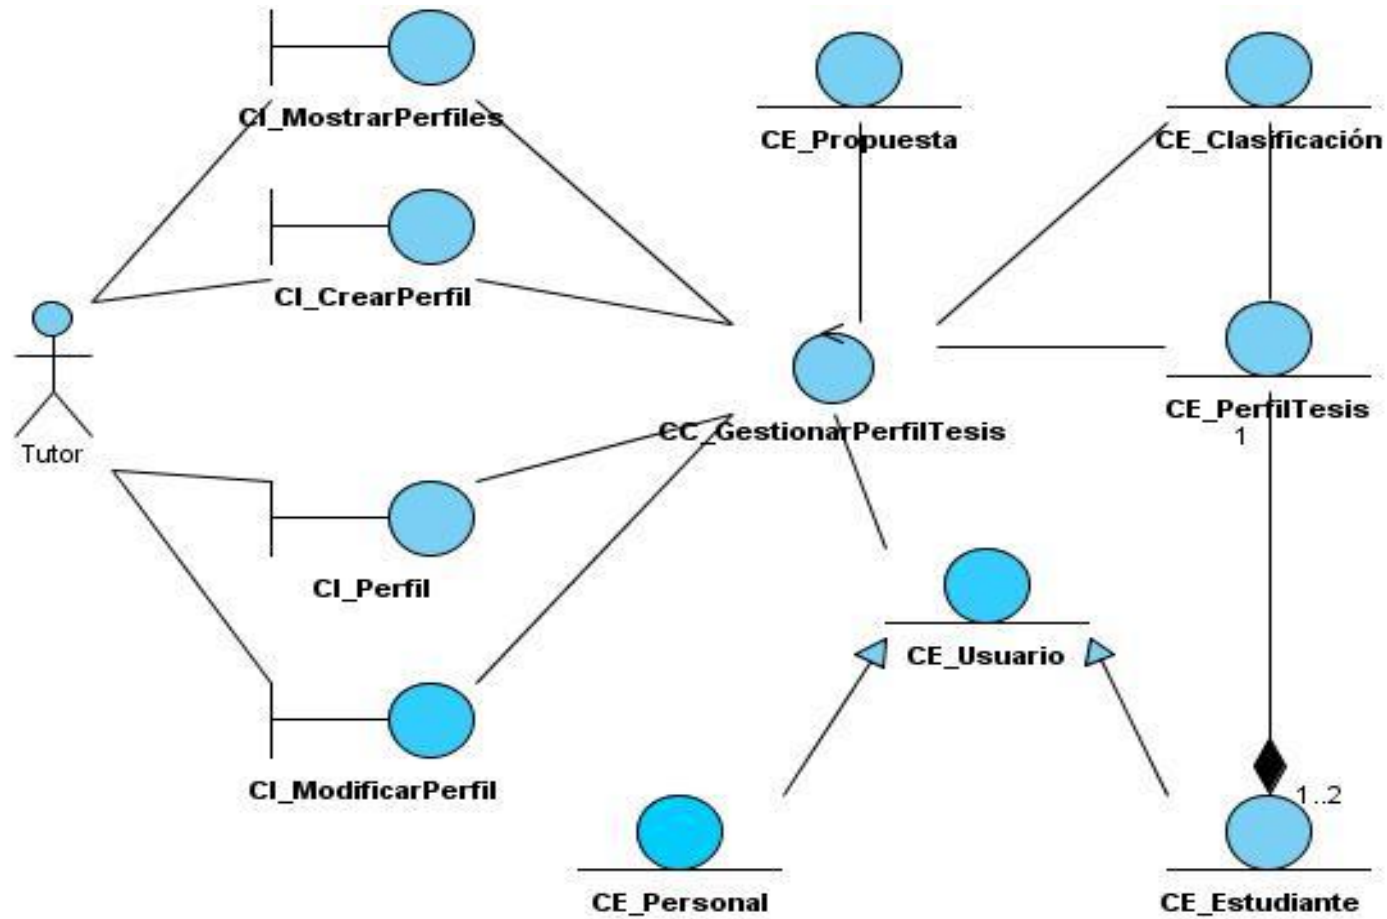 CI_MostrarPerfiles
CE_Propuesta
CE_Clasificación
CI_CrearPerfil
Tutor
CC_GestionarPerfilTesis
CE_PerfilTesis
1
CI_Perfil
CE_Usuario
CI_ModificarPerfil
1..2
CE_Personal
CE_Estudiante